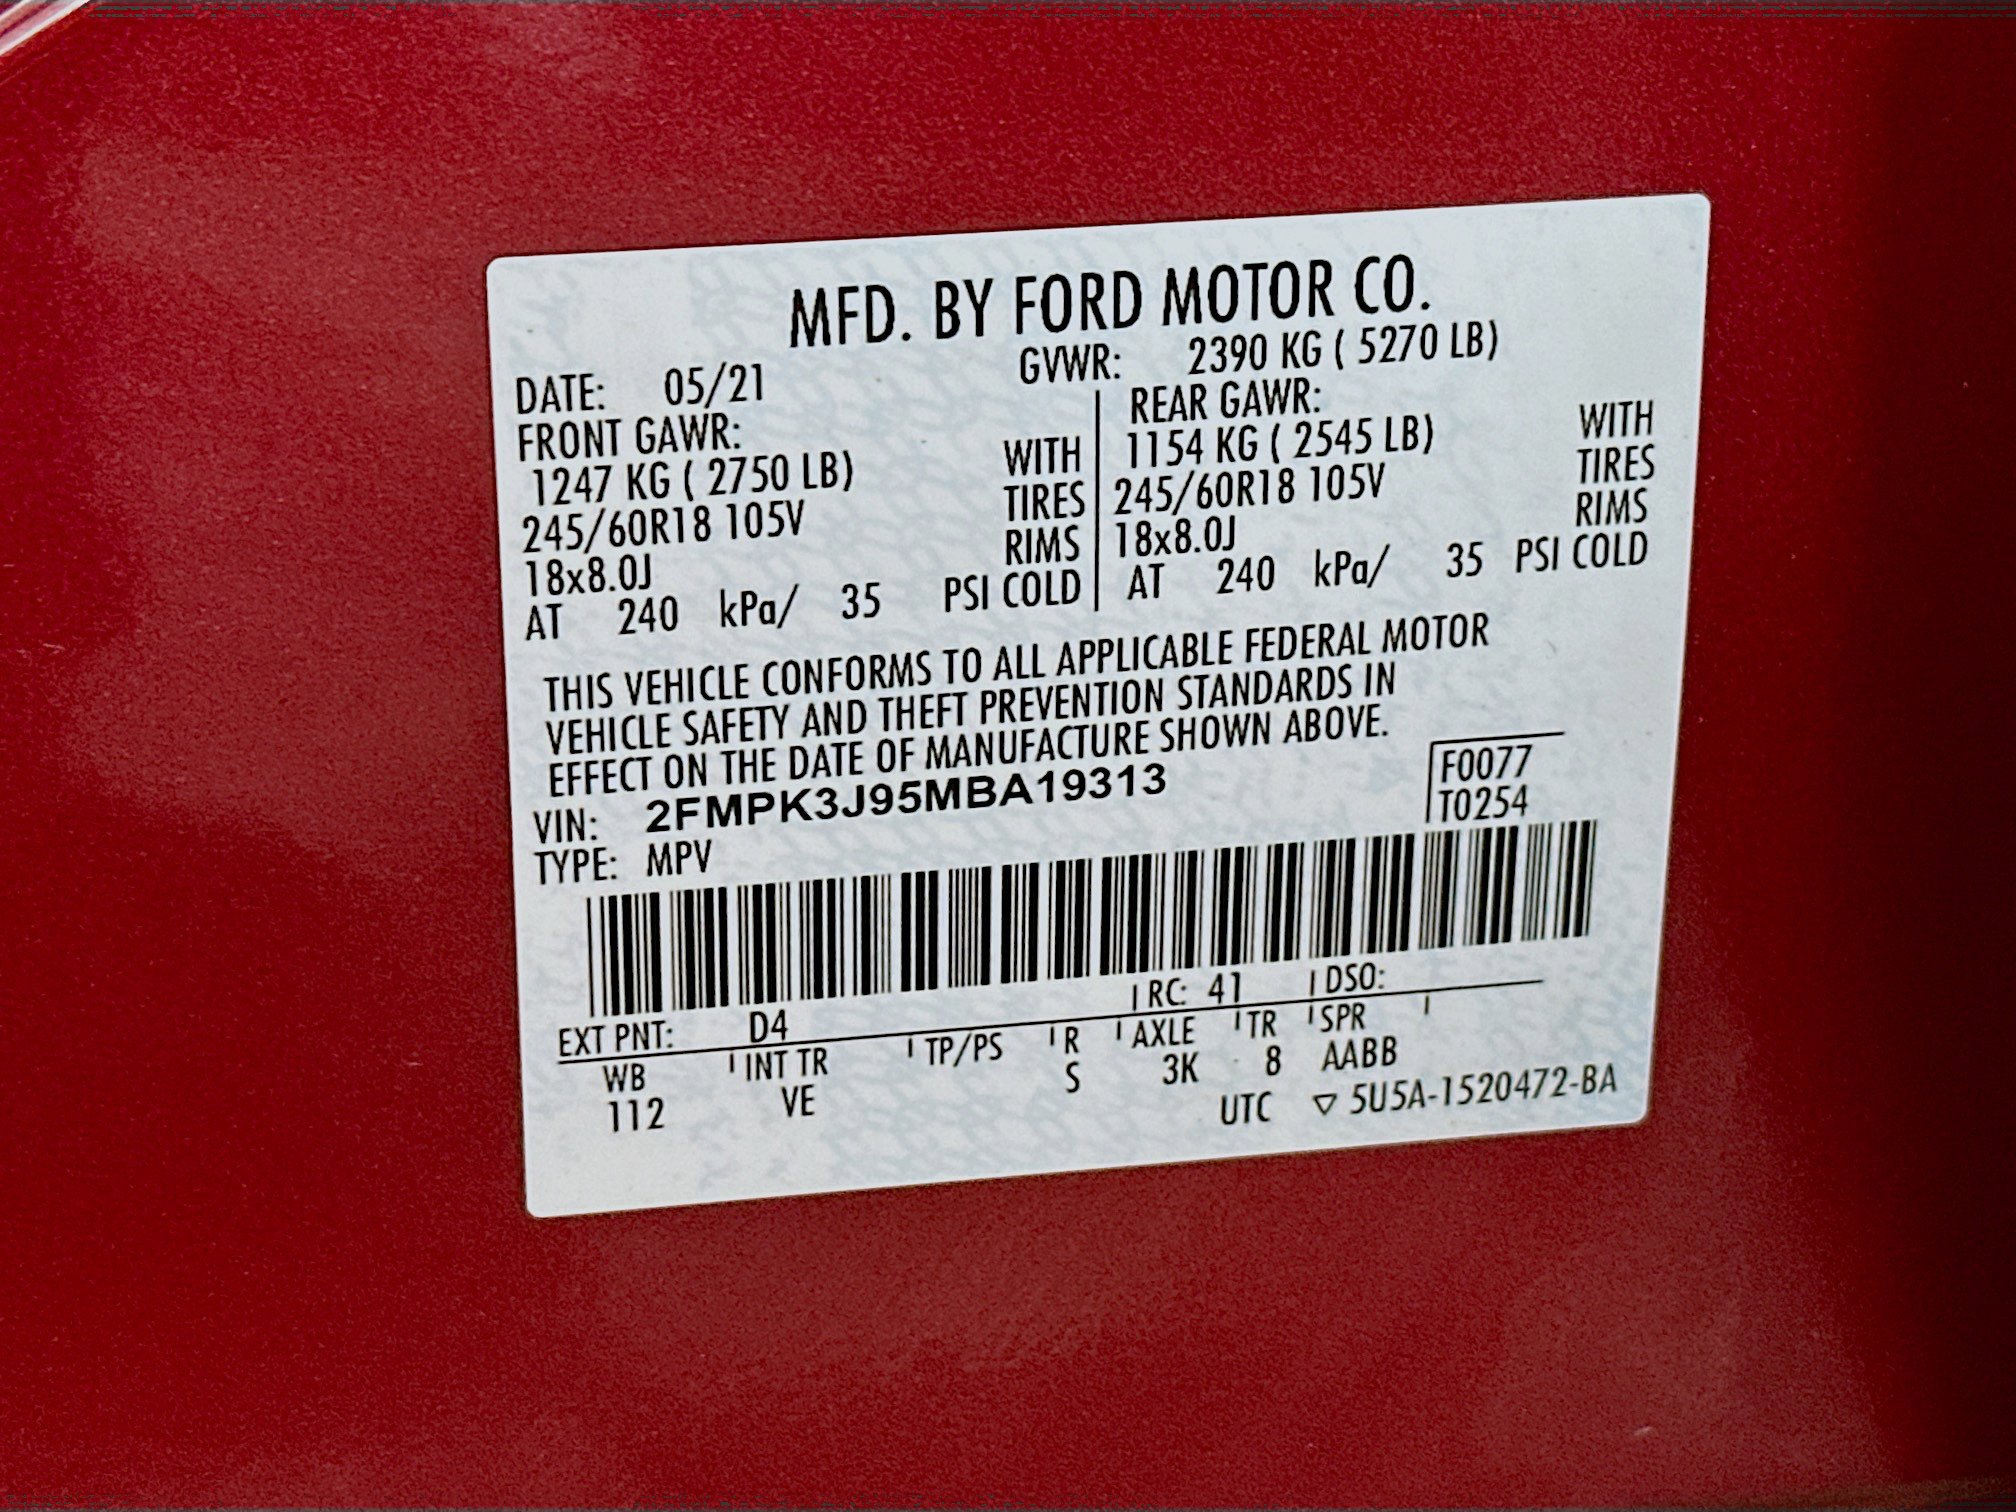 MFD. BY FORD MOTOR CO.
DATE: 05/21 GVWR: 2390 KG ( 5270 LB)
FRONT GAWR: REAR GAWR:
1247 KG ( 2750 LB) WITH 1154 KG ( 2545 LB) WITH
245/60R18 105V TIRES 245/60R18 105V TIRES
18x8.0J RIMS 18x8.0J RIMS
AT 240 kPa/ 35 PSI COLD AT 240 kPa/ 35 PSI COLD
THIS VEHICLE CONFORMS TO ALL APPLICABLE FEDERAL MOTOR
VEHICLE SAFETY AND THEFT PREVENTION STANDARDS IN
EFFECT ON THE DATE OF MANUFACTURE SHOWN ABOVE.
VIN: 2FMPK3J95MBA19313 F0077
TYPE: MPV T0254
EXT PNT: D4 RC: 41 DSO:
WB INT TR TP/PS R AXLE TR SPR
112 VE S 3K 8 AABB
UTC ▽ 5U5A-1520472-BA